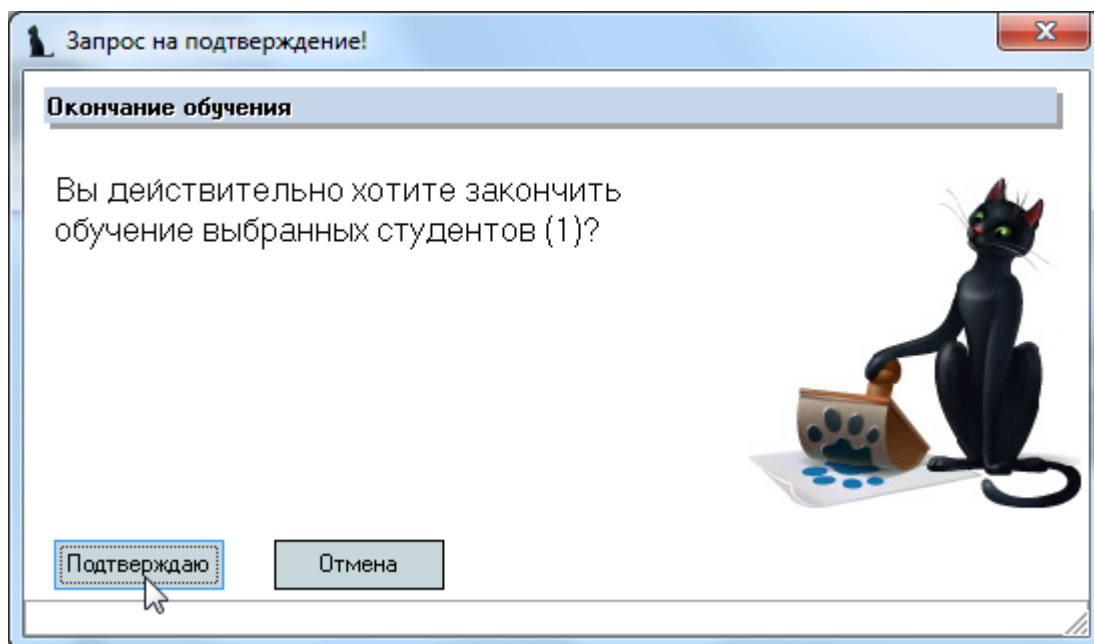 Запрос на подтверждение!
Окончание обучения
Вы действительно хотите закончить
обучение выбранных студентов (1)?
Подтверждаю
Отмена